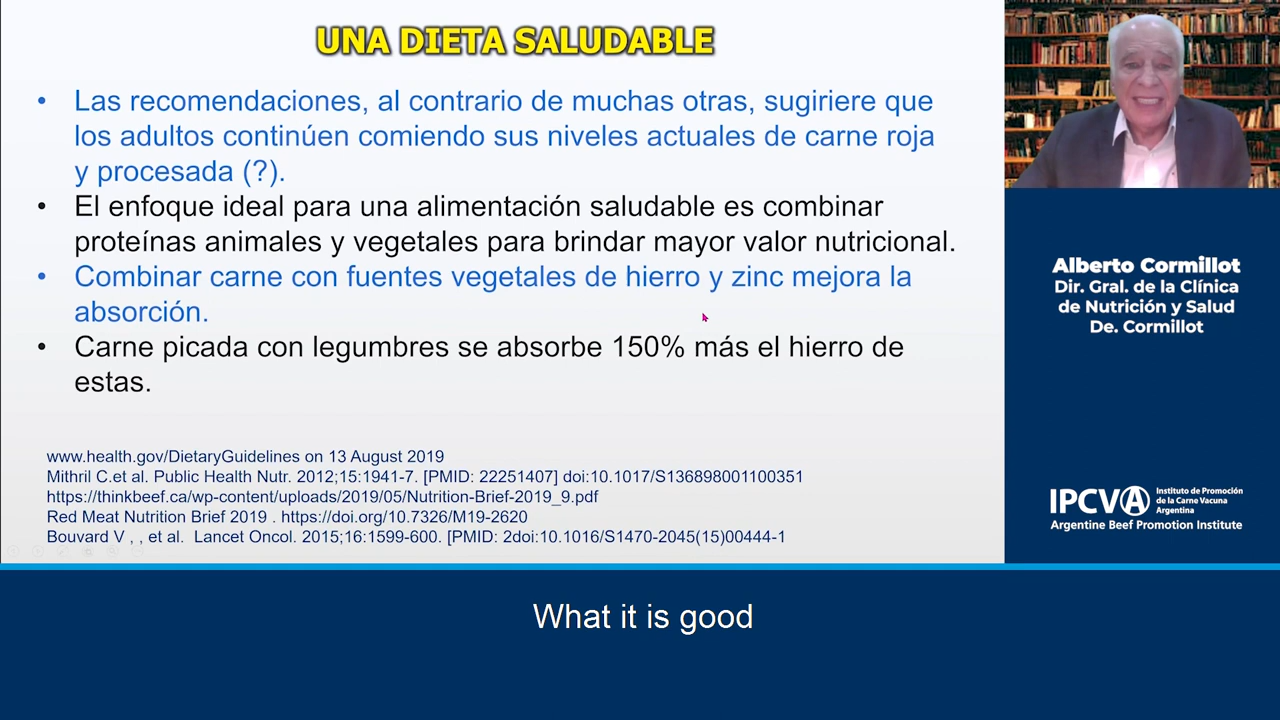 UNA DIETA SALUDABLE
• Las recomendaciones, al contrario de muchas otras, sugiriere que
los adultos continúen comiendo sus niveles actuales de carne roja
y procesada (?).
• El enfoque ideal para una alimentación saludable es combinar
proteínas animales y vegetales para brindar mayor valor nutricional.
• Combinar carne con fuentes vegetales de hierro y zinc mejora la
absorción.
• Carne picada con legumbres se absorbe 150% más el hierro de
estas.
www.health.gov/DietaryGuidelines on 13 August 2019
Mithril C.et al. Public Health Nutr. 2012;15:1941-7. [PMID: 22251407] doi:10.1017/S136898001100351
https://thinkbeef.ca/wp-content/uploads/2019/05/Nutrition-Brief-2019_9.pdf
Red Meat Nutrition Brief 2019 . https://doi.org/10.7326/M19-2620
Bouvard V , , et al. Lancet Oncol. 2015;16:1599-600. [PMID: 2doi:10.1016/S1470-2045(15)00444-1
Alberto Cormillot
Dir. Gral. de la Clínica
de Nutrición y Salud
De. Cormillot
IPCVA
Instituto de Promoción
de la Carne Vacuna
Argentina
Argentine Beef Promotion Institute
What it is good